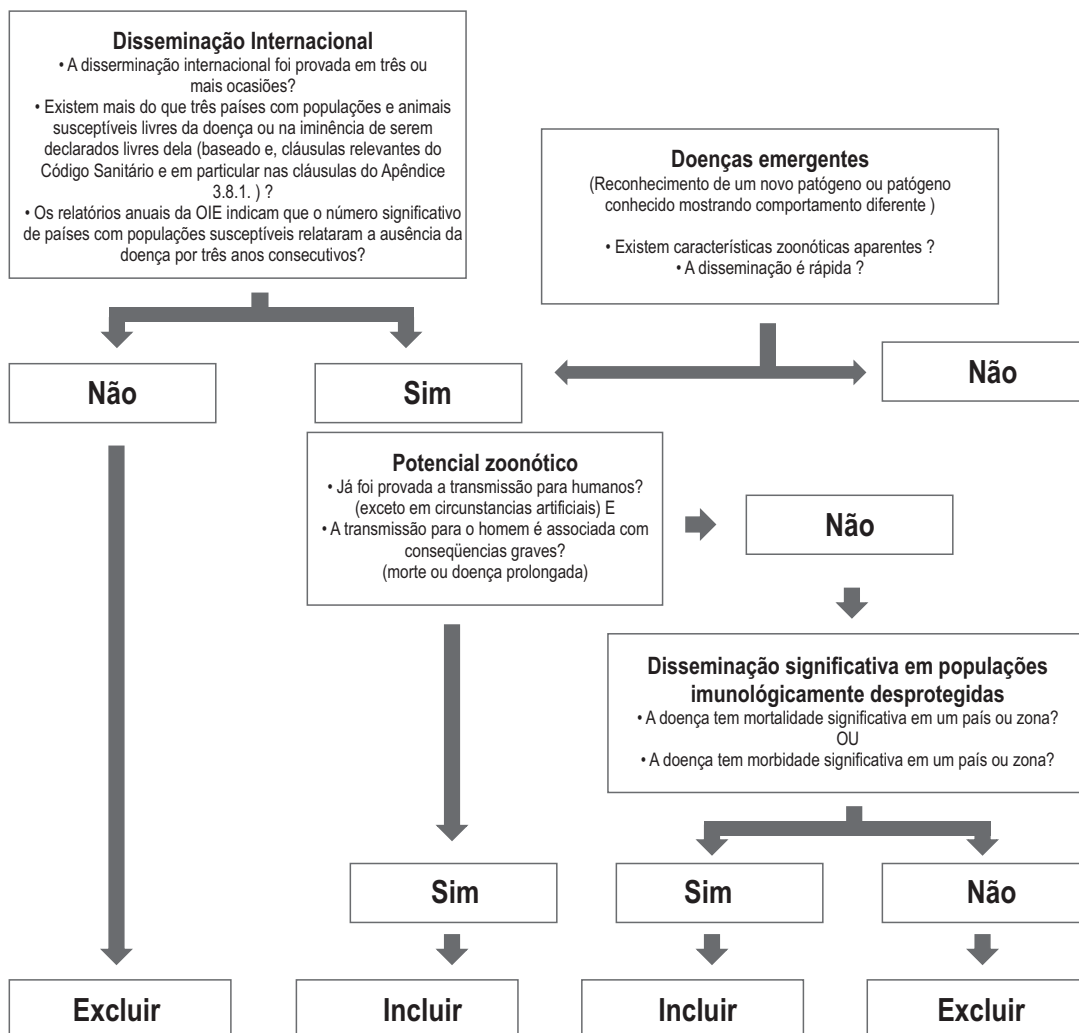 Disseminação Internacional
• A disserminação internacional foi provada em três ou
mais ocasiões?
• Existem mais do que três países com populações e animais
susceptíveis livres da doença ou na iminência de serem
declarados livres dela (baseado e, cláusulas relevantes do
Código Sanitário e em particular nas cláusulas do Apêndice
3.8.1. ) ?
• Os relatórios anuais da OIE indicam que o número significativo
de países com populações susceptíveis relataram a ausência da
doença por três anos consecutivos?
Doenças emergentes
(Reconhecimento de um novo patógeno ou patógeno
conhecido mostrando comportamento diferente )
• Existem características zoonóticas aparentes ?
• A disseminação é rápida ?
Não
Sim
Não
Potencial zoonótico
• Já foi provada a transmissão para humanos?
(exceto em circunstancias artificiais) E
• A transmissão para o homem é associada com
conseqüencias graves?
(morte ou doença prolongada)
Não
Disseminação significativa em populações
imunológicamente desprotegidas
• A doença tem mortalidade significativa em um país ou zona?
OU
• A doença tem morbidade significativa em um país ou zona?
Sim
Sim
Não
Excluir
Incluir
Incluir
Excluir